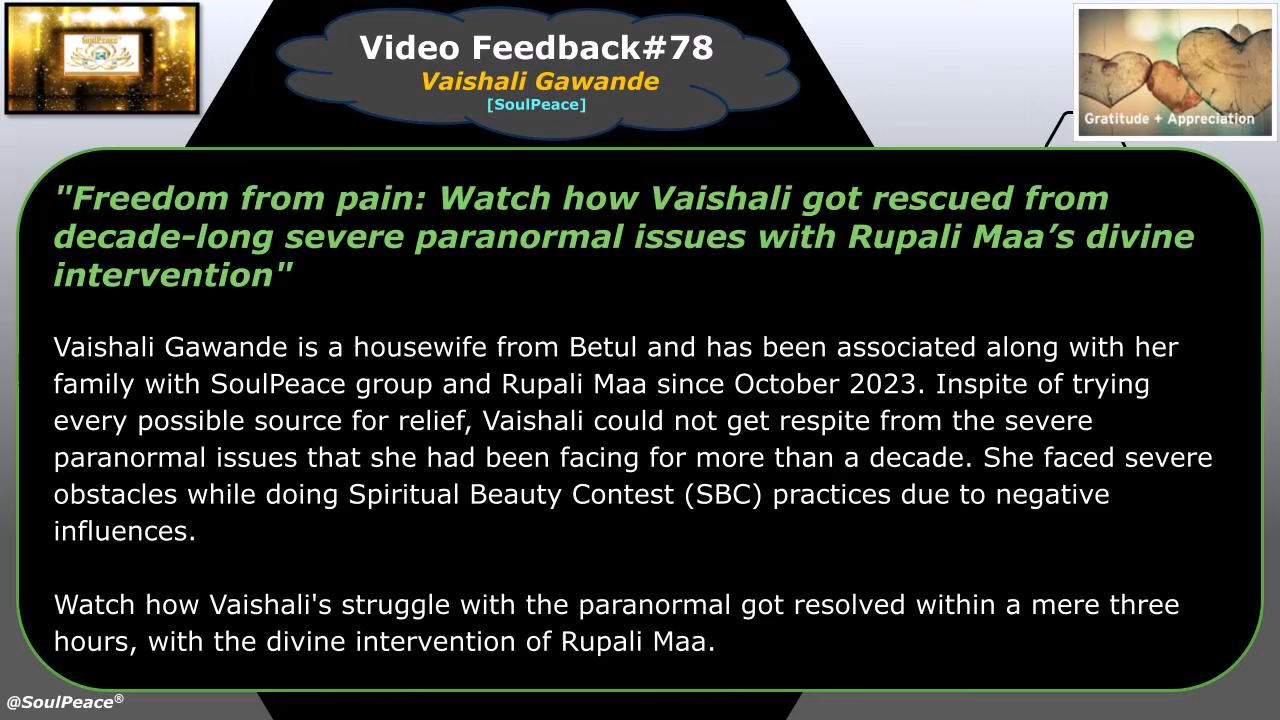 SoulPeace
Video Feedback#78
Vaishali Gawande
[SoulPeace]
Gratitude + Appreciation
"Freedom from pain: Watch how Vaishali got rescued from
decade-long severe paranormal issues with Rupali Maa’s divine
intervention"
Vaishali Gawande is a housewife from Betul and has been associated along with her
family with SoulPeace group and Rupali Maa since October 2023. Inspite of trying
every possible source for relief, Vaishali could not get respite from the severe
paranormal issues that she had been facing for more than a decade. She faced severe
obstacles while doing Spiritual Beauty Contest (SBC) practices due to negative
influences.
Watch how Vaishali's struggle with the paranormal got resolved within a mere three
hours, with the divine intervention of Rupali Maa.
@SoulPeace®